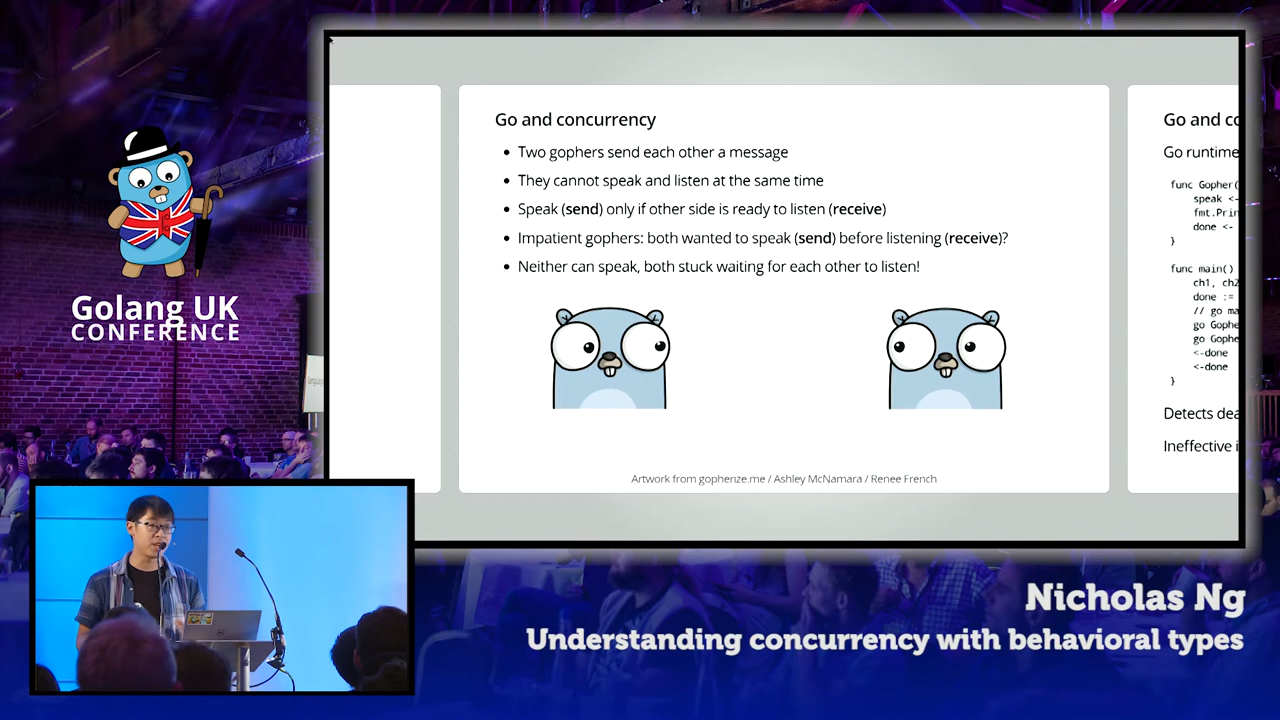 Golang UK
CONFERENCE
Go and concurrency
• Two gophers send each other a message
• They cannot speak and listen at the same time
• Speak (send) only if other side is ready to listen (receive)
• Impatient gophers: both wanted to speak (send) before listening (receive)?
• Neither can speak, both stuck waiting for each other to listen!
Artwork from gopherize.me / Ashley McNamara / Renee French
Go and co
Go runtime
func Gopher(
speak <-
fmt.Prin
done <-
}
func main()
ch1, ch2
done :=
// go ma
go Gophe
go Gophe
<-done
<-done
}
Detects dea
Ineffective i
Nicholas Ng
Understanding concurrency with behavioral types